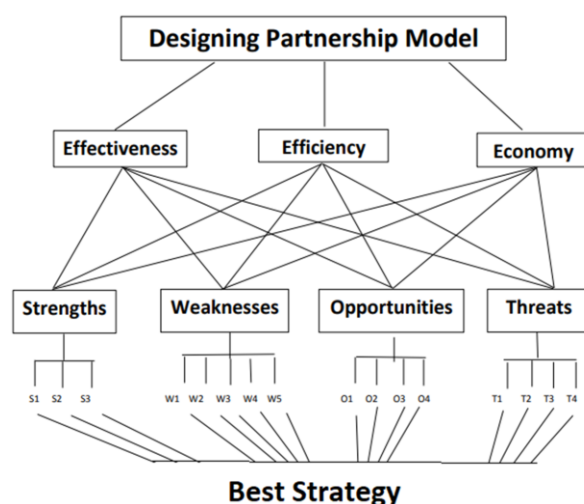 Designing Partnership Model
Effectiveness Efficiency Economy
Strengths Weaknesses Opportunities Threats
S1 S2 S3 W1 W2 W3 W4 W5 O1 O2 O3 O4 T1 T2 T3 T4
Best Strategy